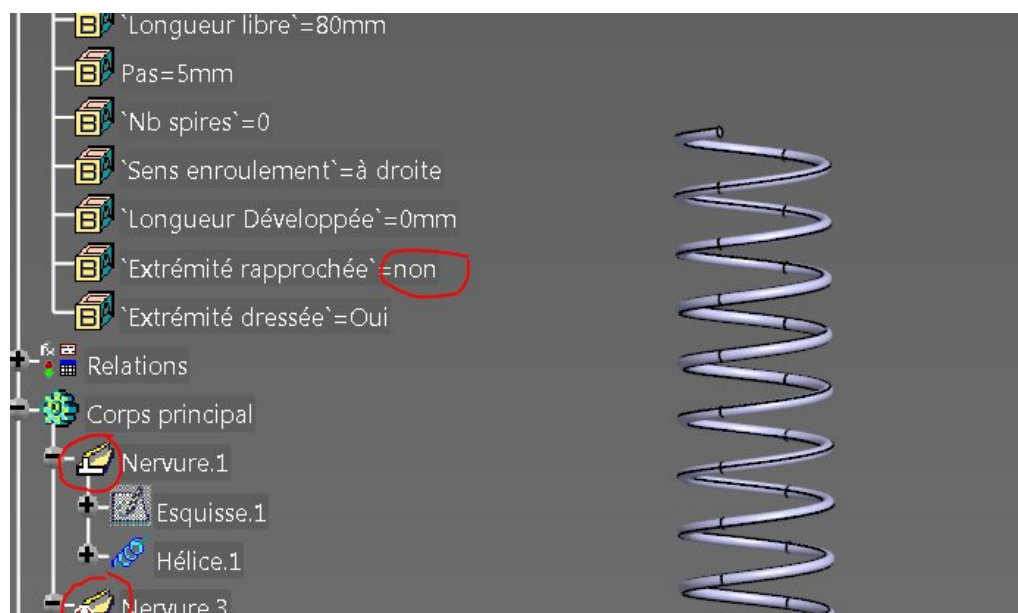 `Longueur libre`=80mm
Pas=5mm
`Nb spires`=0
`Sens enroulement`=à droite
`Longueur Développée`=0mm
`Extrémité rapprochée`=non
`Extrémité dressée`=Oui
Relations
Corps principal
Nervure.1
Esquisse.1
Hélice.1
Nervure.3